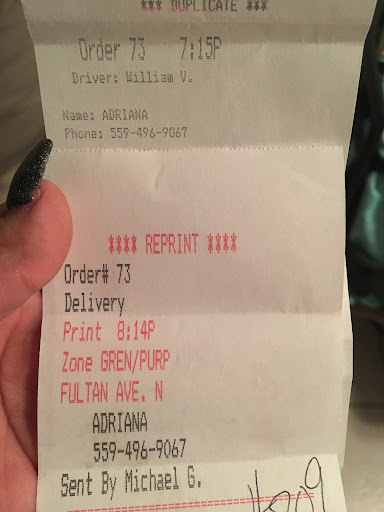 *** DUPLICATE ***
Order 73 7:15P
Driver: William V.
Name: ADRIANA
Phone: 559-496-9067
**** REPRINT ****
Order# 73
Delivery
Print 8:14P
Zone GREN/PURP
FULTAN AVE. N
ADRIANA
559-496-9067
Sent By Michael G.